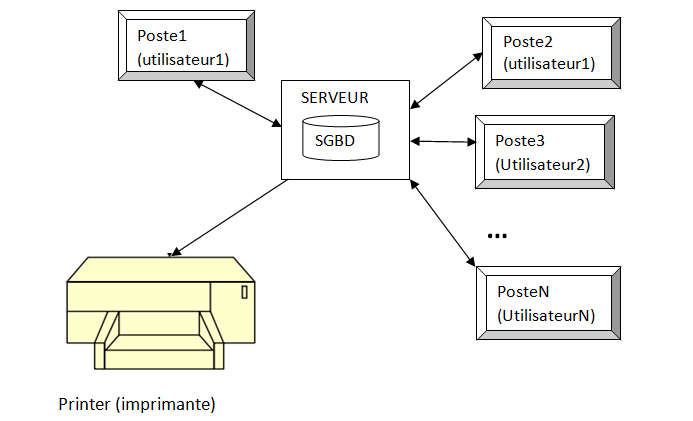 Poste1
(utilisateur1)
Poste2
(utilisateur1)
SERVEUR
SGBD
Poste3
(Utilisateur2)
...
PosteN
(UtilisateurN)
Printer (imprimante)